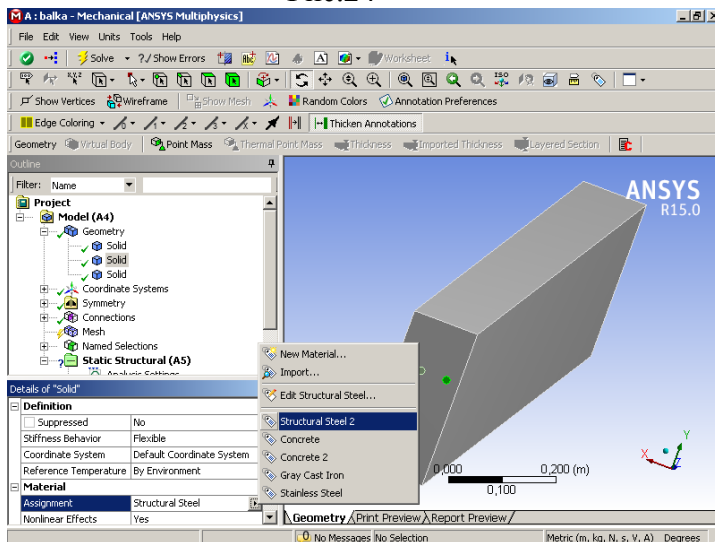 A : balka - Mechanical [ANSYS Multiphysics]
File Edit View Units Tools Help
Solve ?./ Show Errors Worksheet
Show Vertices Wireframe Show Mesh Random Colors Annotation Preferences
Edge Coloring Thicken Annotations
Geometry Virtual Body Point Mass Thermal Point Mass Thickness Imported Thickness Layered Section
Outline
Filter: Name
Project
Model (A4)
Geometry
Solid
Solid
Solid
Coordinate Systems
Symmetry
Connections
Mesh
Named Selections
Static Structural (A5)
Analysis Settings
ANSYS
R15.0
New Material...
Import...
Edit Structural Steel...
Structural Steel 2
Concrete
Concrete 2
Gray Cast Iron
Stainless Steel
Details of "Solid"
Definition
Suppressed No
Stiffness Behavior Flexible
Coordinate System Default Coordinate System
Reference Temperature By Environment
Material
Assignment Structural Steel
Nonlinear Effects Yes
0,000 0,200 (m)
0,100
Y
X
Z
Geometry Print Preview Report Preview
No Messages No Selection Metric (m, kg, N, s, V, A) Degrees